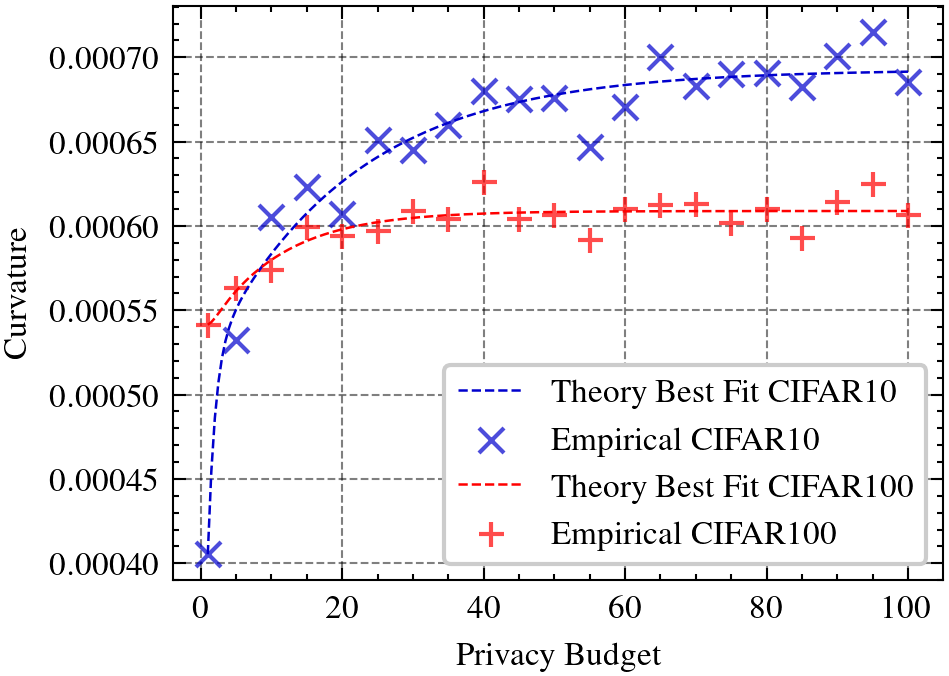 Curvature
0.00070
0.00065
0.00060
0.00055
0.00050
0.00045
0.00040
Theory Best Fit CIFAR10
Empirical CIFAR10
Theory Best Fit CIFAR100
Empirical CIFAR100
0 20 40 60 80 100
Privacy Budget